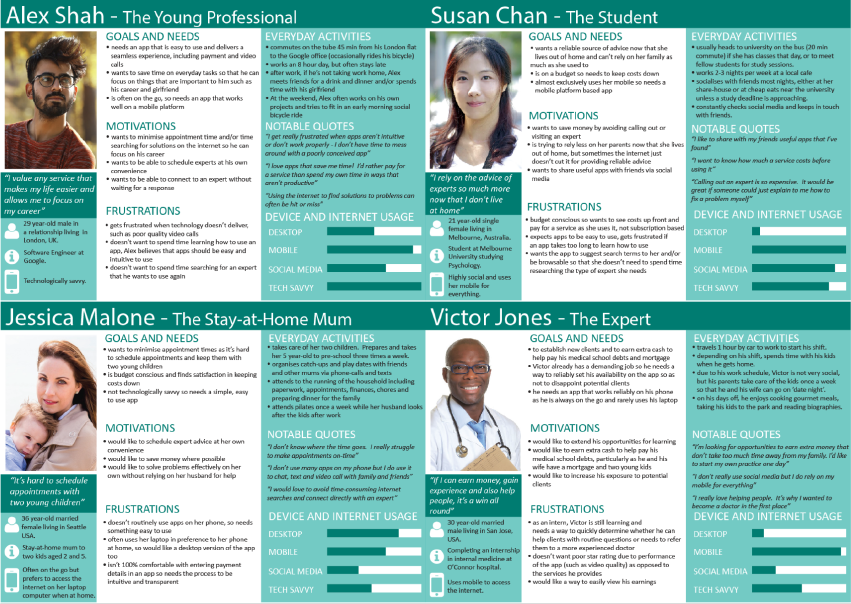 Alex Shah - The Young Professional
GOALS AND NEEDS
• needs an app that is easy to use and delivers a
seamless experience, including payment and video
calls
• wants to save time on everyday tasks so that he can
focus on things that are important to him such as
his career and girlfriend
• is often on the go, so needs an app that works
well on a mobile platform
MOTIVATIONS
• wants to minimise appointment time and/or time
searching for solutions on the internet so he can
focus on his career
• wants to be able to schedule experts at his own
convenience
• wants to be able to connect to an expert without
waiting for a response
FRUSTRATIONS
• gets frustrated when technology doesn't deliver,
such as poor quality video calls
• doesn't want to spend time learning how to use an
app, Alex believes that apps should be easy and
intuitive to use
• doesn't want to spend time searching for an expert
that he wants to use again
"I value any service that
makes my life easier and
allows me to focus on
my career"
29 year-old male in
a relationship living in
London, UK.
Software Engineer at
Google.
Technologically savvy.
EVERYDAY ACTIVITIES
• commutes on the tube 45 min from his London flat
to the Google office (occasionally rides his bicycle)
• works an 8 hour day, but often stays late
• after work, if he's not taking work home, Alex
meets friends for a drink and dinner and/or spends
time with his girlfriend
• At the weekend, Alex often works on his own
projects and tries to fit in an early morning social
bicycle ride
NOTABLE QUOTES
"I get really frustrated when apps aren't intuitive
or don't work properly - I don't have time to mess
around with a poorly conceived app"
"I love apps that save me time! I'd rather pay for
a service than spend my own time in ways that
aren't productive"
"Using the internet to find solutions to problems can
often be hit or miss"
DEVICE AND INTERNET USAGE
DESKTOP
MOBILE
SOCIAL MEDIA
TECH SAVVY
Susan Chan - The Student
GOALS AND NEEDS
• wants a reliable source of advice now that she
lives out of home and can't rely on her family as
much as she used to
• is on a budget so needs to keep costs down
• almost exclusively uses her mobile so needs a
mobile platform based app
MOTIVATIONS
• wants to save money by avoiding calling out or
visiting an expert
• is trying to rely less on her parents now that she lives
out of home, but sometimes the internet just
doesn't cut it for providing reliable advice
• wants to share useful apps with friends via social
media
FRUSTRATIONS
• budget conscious so wants to see costs up front and
pay for a service as she uses it, not subscription based
• expects apps to be easy to use, gets frustrated if
an app takes too long to learn how to use
• wants the app to suggest search terms to her and/or
be browsable so that she doesn't need to spend time
researching the type of expert she needs
"I rely on the advice of
experts so much more
now that I don't live
at home"
21 year-old single
female living in
Melbourne, Australia.
Student at Melbourne
University studying
Psychology.
Highly social and uses
her mobile for
everything.
EVERYDAY ACTIVITIES
• usually heads to university on the bus (20 min
commute) if she has classes that day, or to meet
fellow students for study sessions.
• works 2-3 nights per week at a local cafe
• socialises with friends most nights, either at her
share-house or at cheap eats near the university
unless a study deadline is approaching.
• constantly checks social media and keeps in touch
with friends.
NOTABLE QUOTES
"I like to share with my friends useful apps that I've
found"
"I want to know how much a service costs before
using it"
"Calling out an expert is so expensive. It would be
great if someone could just explain to me how to
fix a problem myself"
DEVICE AND INTERNET USAGE
DESKTOP
MOBILE
SOCIAL MEDIA
TECH SAVVY
Jessica Malone - The Stay-at-Home Mum
GOALS AND NEEDS
• wants to minimise appointment times as it's hard
to schedule appointments and keep them with
two young children
• is budget conscious and finds satisfaction in keeping
costs down
• not technologically savvy so needs a simple, easy
to use app
MOTIVATIONS
• would like to schedule expert advice at her own
convenience
• would like to save money where possible
• would like to solve problems effectively on her
own without relying on her husband for help
FRUSTRATIONS
• doesn't routinely use apps on her phone, so needs
something easy to use
• often uses her laptop in preference to her phone
at home, so would like a desktop version of the app
too
• isn't 100% comfortable with entering payment
details in an app so needs the process to be
intuitive and transparent
"It's hard to schedule
appointments with
two young children"
36 year-old married
female living in Seattle
USA.
Stay-at-home mum to
two kids aged 2 and 5.
Often on the go but
prefers to access the
internet on her laptop
computer when at home.
EVERYDAY ACTIVITIES
• takes care of her two children. Prepares and takes
her 5 year-old to pre-school three times a week.
• organises catch-ups and play dates with friends
and other mums via phone-calls and texts
• attends to the running of the household including
paperwork, appointments, finances, chores and
preparing dinner for the family
• attends pilates once a week while her husband looks
after the kids after work
NOTABLE QUOTES
"I don't know where the time goes. I really struggle
to make appointments on-time"
"I don't use many apps on my phone but I do use it
to chat, text and video call with family and friends"
"I would love to avoid time-consuming internet
searches and connect directly with an expert"
DEVICE AND INTERNET USAGE
DESKTOP
MOBILE
SOCIAL MEDIA
TECH SAVVY
Victor Jones - The Expert
GOALS AND NEEDS
• to establish new clients and to earn extra cash to
help pay his medical school debts and mortgage
• Victor already has a demanding job so he needs a
way to reliably set his availability on the app so as
not to disappoint potential clients
• he needs an app that works reliably on his phone
as he is always on the go and rarely uses his laptop
MOTIVATIONS
• would like to extend his opportunities for learning
• would like to earn extra cash to help pay his
medical school debts, particularly as he and his
wife have a mortgage and two young kids
• would like to increase his exposure to potential
clients
FRUSTRATIONS
• as an intern, Victor is still learning and
needs a way to quickly determine whether he can
help clients with routine questions or needs to refer
them to a more experienced doctor
• doesn't want poor star rating due to performance
of the app (such as video quality) as opposed to
the services he provides
• would like a way to easily view his earnings
"If I can earn money, gain
experience and also help
people, it's a win all
round"
30 year-old married
male living in San Jose,
USA.
Completing an internship
in internal medicine at
O'Connor hospital.
Uses mobile to access
the internet.
EVERYDAY ACTIVITIES
• travels 1 hour by car to work to start his shift.
• depending on his shift, spends time with his kids
when he gets home.
• due to his work schedule, Victor is not very social,
but his parents take care of the kids once a week
so that he and his wife can go on 'date night'.
• on his days off, he enjoys cooking gourmet meals,
taking his kids to the park and reading biographies.
NOTABLE QUOTES
"I'm looking for opportunities to earn extra money that
don't take too much time away from my family. I'd like
to start my own practice one day"
"I don't really use social media but I do rely on my
mobile for everything"
"I really love helping people. It's why I wanted to
become a doctor in the first place"
DEVICE AND INTERNET USAGE
DESKTOP
MOBILE
SOCIAL MEDIA
TECH SAVVY